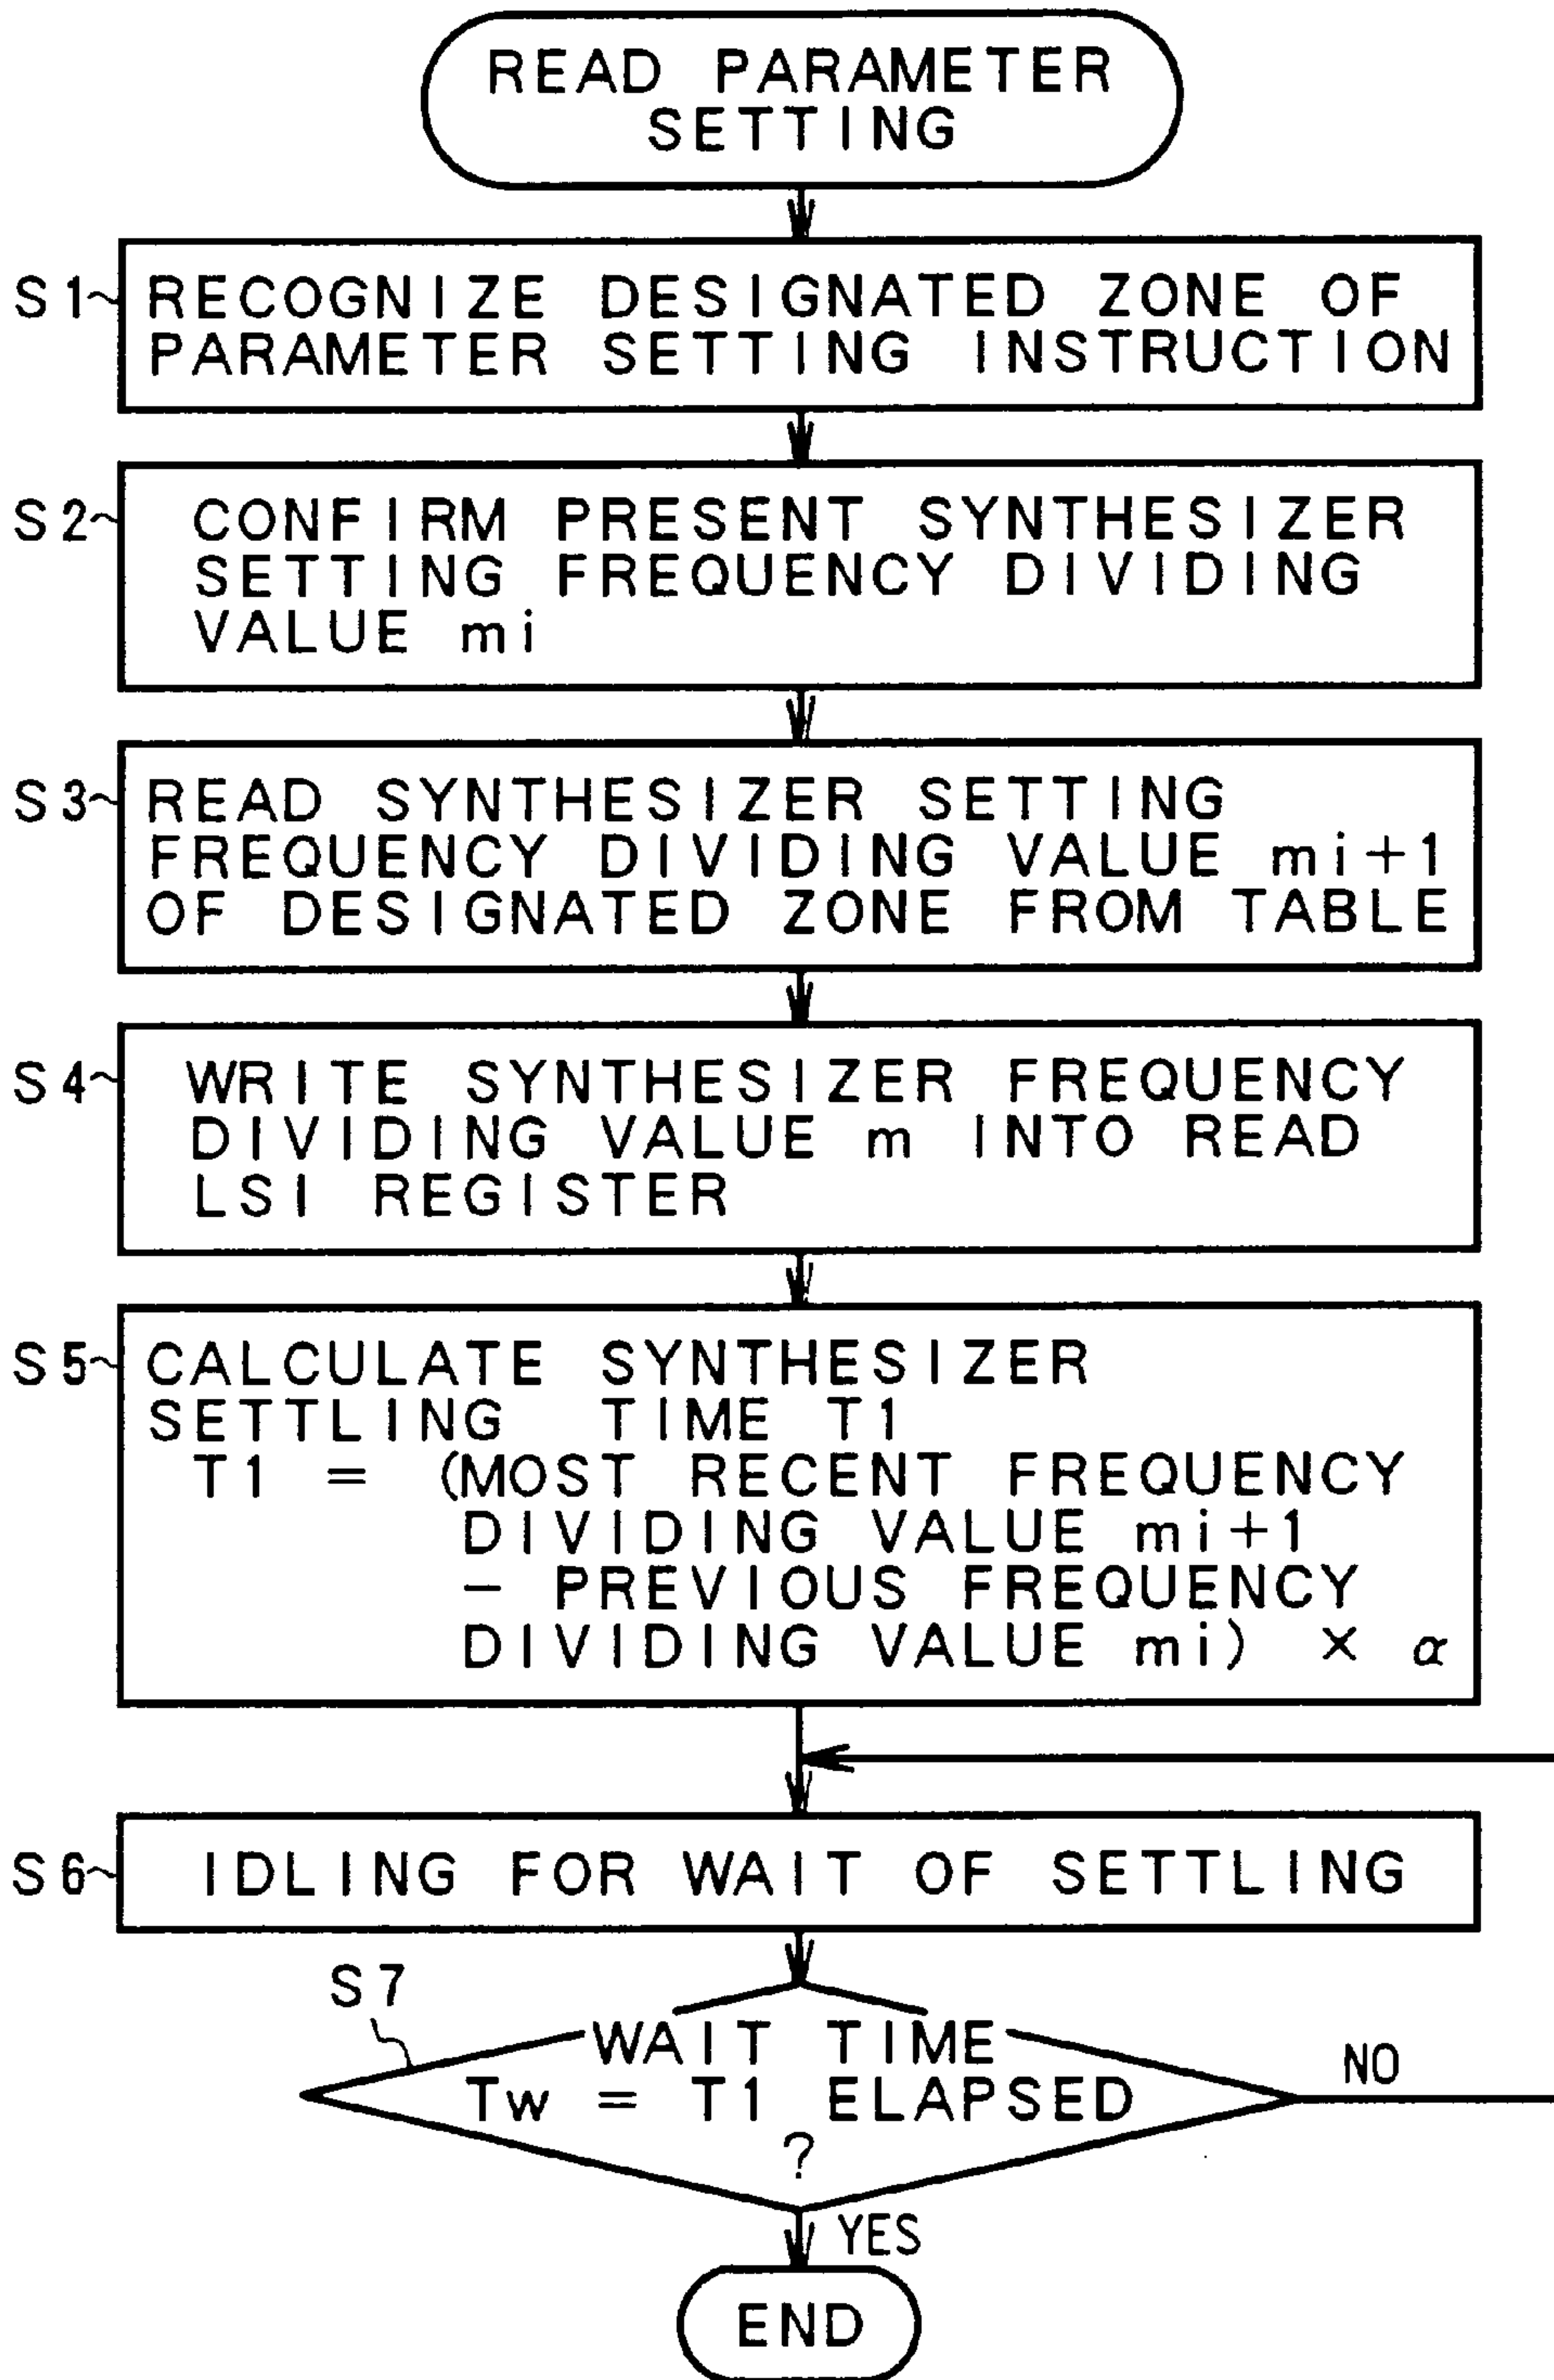 READ PARAMETER
SETTING
S1 RECOGNIZE DESIGNATED ZONE OF
PARAMETER SETTING INSTRUCTION
S2 CONFIRM PRESENT SYNTHESIZER
SETTING FREQUENCY DIVIDING
VALUE mi
S3 READ SYNTHESIZER SETTING
FREQUENCY DIVIDING VALUE mi+1
OF DESIGNATED ZONE FROM TABLE
S4 WRITE SYNTHESIZER FREQUENCY
DIVIDING VALUE m INTO READ
LSI REGISTER
S5 CALCULATE SYNTHESIZER
SETTLING TIME T1
T1 = (MOST RECENT FREQUENCY
DIVIDING VALUE mi+1
− PREVIOUS FREQUENCY
DIVIDING VALUE mi) × α
S6 IDLING FOR WAIT OF SETTLING
S7
WAIT TIME
Tw = T1 ELAPSED
?
NO
YES
END